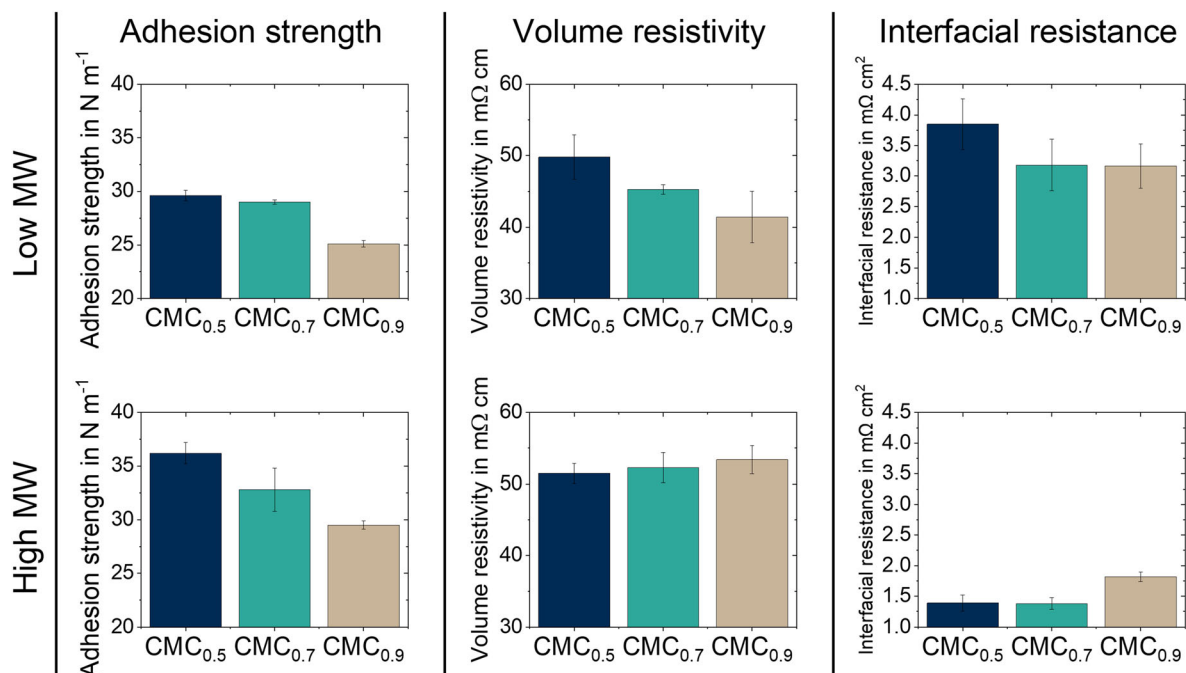 Adhesion strength
Volume resistivity
Interfacial resistance
Low MW
Adhesion strength in N m⁻¹
40
35
30
25
20
CMC₀.₅ CMC₀.₇ CMC₀.₉
Volume resistivity in mΩ cm
60
50
40
30
CMC₀.₅ CMC₀.₇ CMC₀.₉
Interfacial resistance in mΩ cm²
4.5
4.0
3.5
3.0
2.5
2.0
1.5
1.0
CMC₀.₅ CMC₀.₇ CMC₀.₉
High MW
Adhesion strength in N m⁻¹
40
35
30
25
20
CMC₀.₅ CMC₀.₇ CMC₀.₉
Volume resistivity in mΩ cm
60
50
40
30
CMC₀.₅ CMC₀.₇ CMC₀.₉
Interfacial resistance in mΩ cm²
4.5
4.0
3.5
3.0
2.5
2.0
1.5
1.0
CMC₀.₅ CMC₀.₇ CMC₀.₉